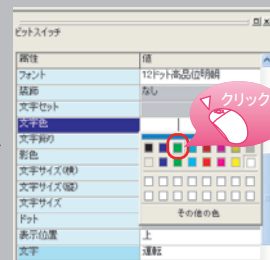 ビットスイッチ
属性 値
フォント 12ドット高品位明朝
装飾 なし
文字セット
文字色
文字飾り
彩色
文字サイズ(横)
文字サイズ(縦)
文字サイズ
ドット
表示位置 上
文字 運転
クリック
その他の色